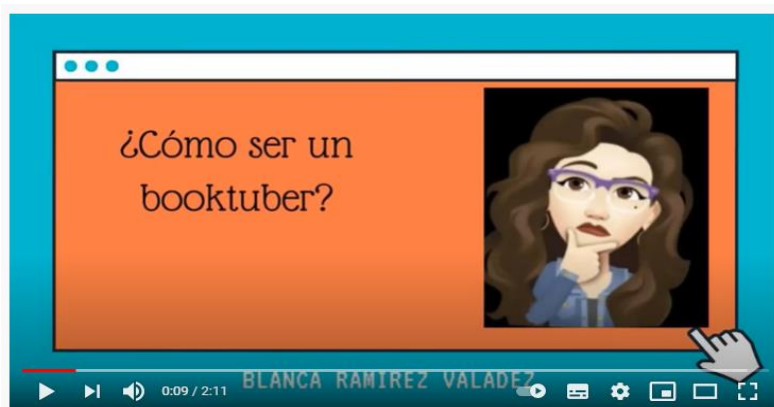 ¿Cómo ser un
booktuber?
BLANCA RAMIREZ VALADEZ
0:09 / 2:11